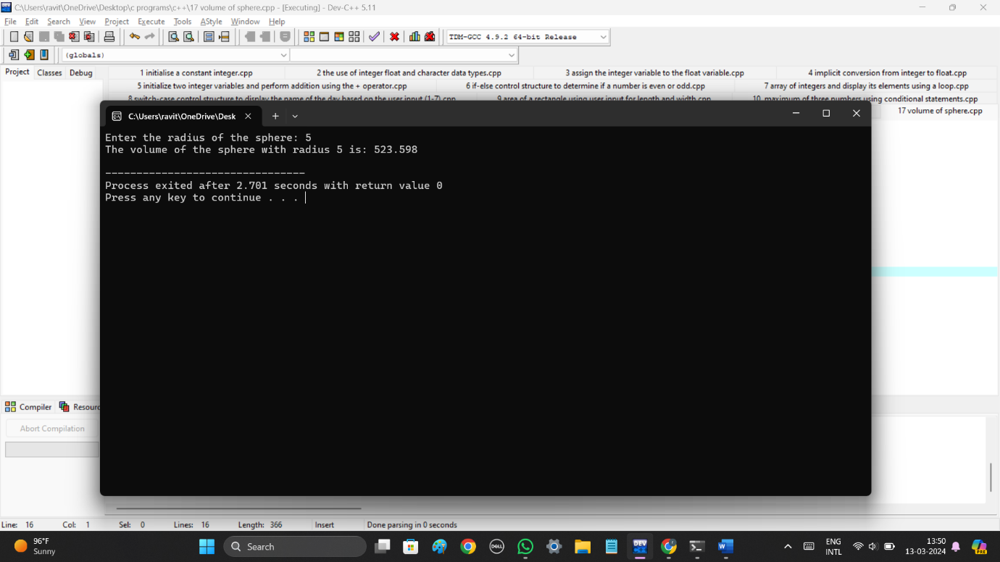 C:\Users\ravit\OneDrive\Desktop\c programs\c++\17 volume of sphere.cpp - [Executing] - Dev-C++ 5.11
File Edit Search View Project Execute Tools AStyle Window Help
TDM-GCC 4.9.2 64-bit Release
(globals)
Project Classes Debug
1 initialise a constant integer.cpp 2 the use of integer float and character data types.cpp 3 assign the integer variable to the float variable.cpp 4 implicit conversion from integer to float.cpp
5 initialize two integer variables and perform addition using the + operator.cpp 6 if-else control structure to determine if a number is even or odd.cpp 7 array of integers and display its elements using a loop.cpp
8 switch-case control structure to display the name of the day based on the user input (1-7).cpp 9 area of a rectangle using user input for length and width.cpp 10 maximum of three numbers using conditional statements.cpp
17 volume of sphere.cpp
C:\Users\ravit\OneDrive\Desk
Enter the radius of the sphere: 5
The volume of the sphere with radius 5 is: 523.598
--------------------------------
Process exited after 2.701 seconds with return value 0
Press any key to continue . . .
Compiler Resourc
Abort Compilation
Line: 16 Col: 1 Sel: 0 Lines: 16 Length: 366 Insert Done parsing in 0 seconds
96°F
Sunny
Search
DELL
DEV
ENG
INTL
13:50
13-03-2024
PRE